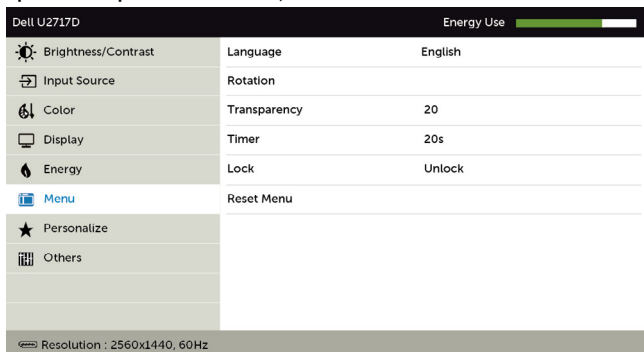 Dell U2717D Energy Use
Brightness/Contrast
Input Source
Color
Display
Energy
Menu
Personalize
Others
Language English
Rotation
Transparency 20
Timer 20s
Lock Unlock
Reset Menu
Resolution : 2560x1440, 60Hz